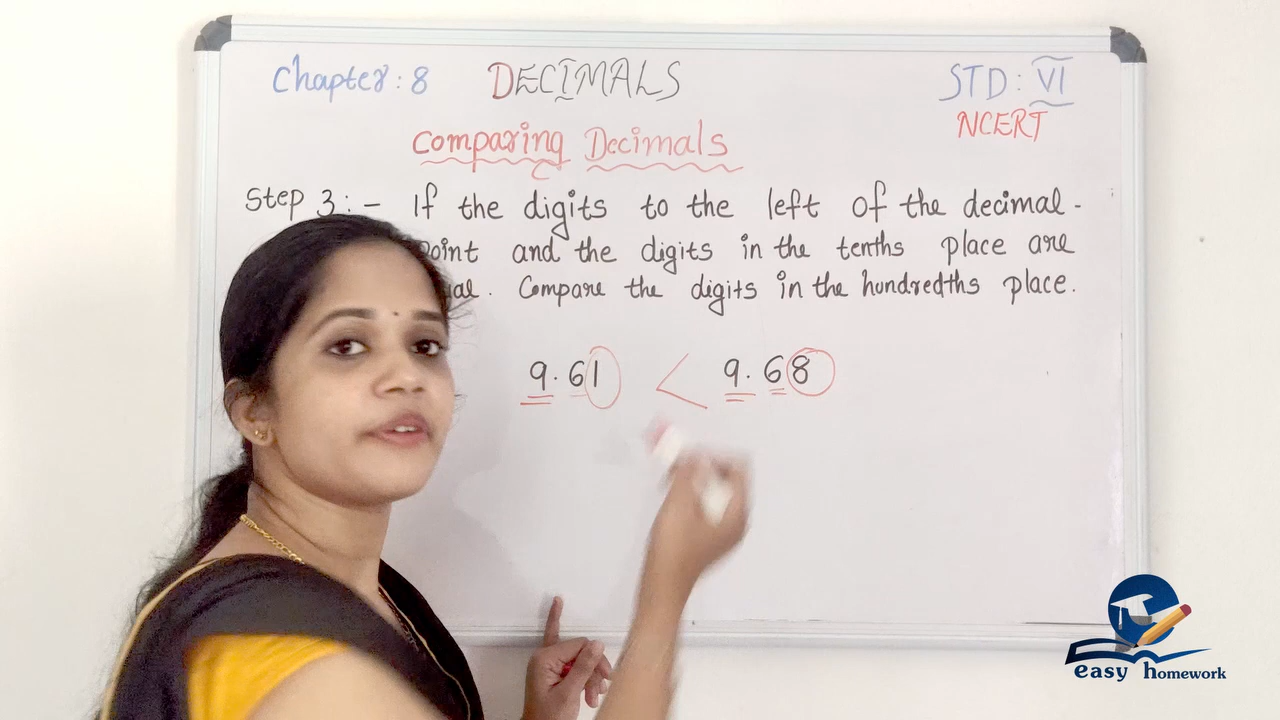 Chapter : 8 DECIMALS STD : VI
NCERT
Comparing Decimals
Step 3 :- If the digits to the left of the decimal -
Point and the digits in the tenths place are
ual. Compare the digits in the hundredths place.
9.61 < 9.68
easy homework